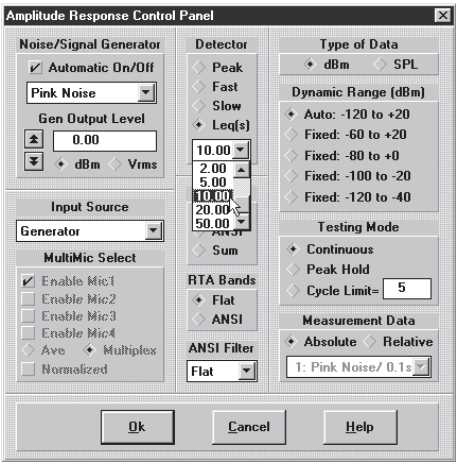 Amplitude Response Control Panel
Noise/Signal Generator
Automatic On/Off
Pink Noise
Gen Output Level
0.00
dBm Vrms
Input Source
Generator
MultiMic Select
Enable Mic1
Enable Mic2
Enable Mic3
Enable Mic4
Ave Multiplex
Normalized
Detector
Peak
Fast
Slow
Leq(s)
10.00
2.00
5.00
10.00
20.00
50.00
ANSI
Sum
RTA Bands
Flat
ANSI
ANSI Filter
Flat
Type of Data
dBm SPL
Dynamic Range (dBm)
Auto: -120 to +20
Fixed: -60 to +20
Fixed: -80 to +0
Fixed: -100 to -20
Fixed: -120 to -40
Testing Mode
Continuous
Peak Hold
Cycle Limit= 5
Measurement Data
Absolute Relative
1: Pink Noise/ 0.1s
Ok Cancel Help